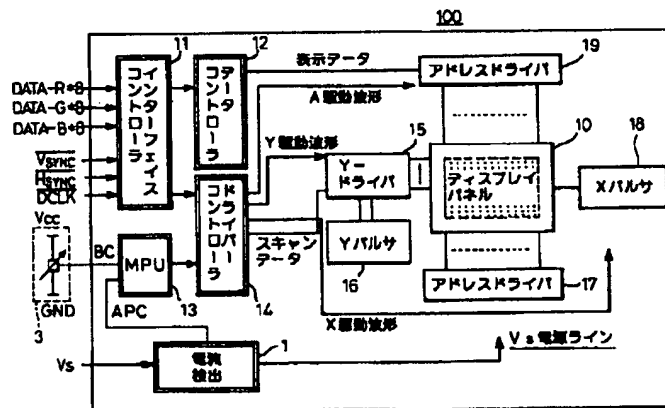 100
11
12
19
DATA-R*8
DATA-G*8
DATA-B*8
VSYNC
HSYNC
DCLK
インターフェイス
コントローラ
データ
コントローラ
表示データ
アドレスドライバ
A駆動波形
Y駆動波形
15
10
18
Y−
ドライバ
ディスプレイ
パネル
Xパルサ
Vcc
BC
MPU
ドライバー
コントローラ
スキャン
データ
Yパルサ
16
アドレスドライバ
GND
3
13
14
17
APC
X駆動波形
1
Vs電源ライン
Vs
電流
検出